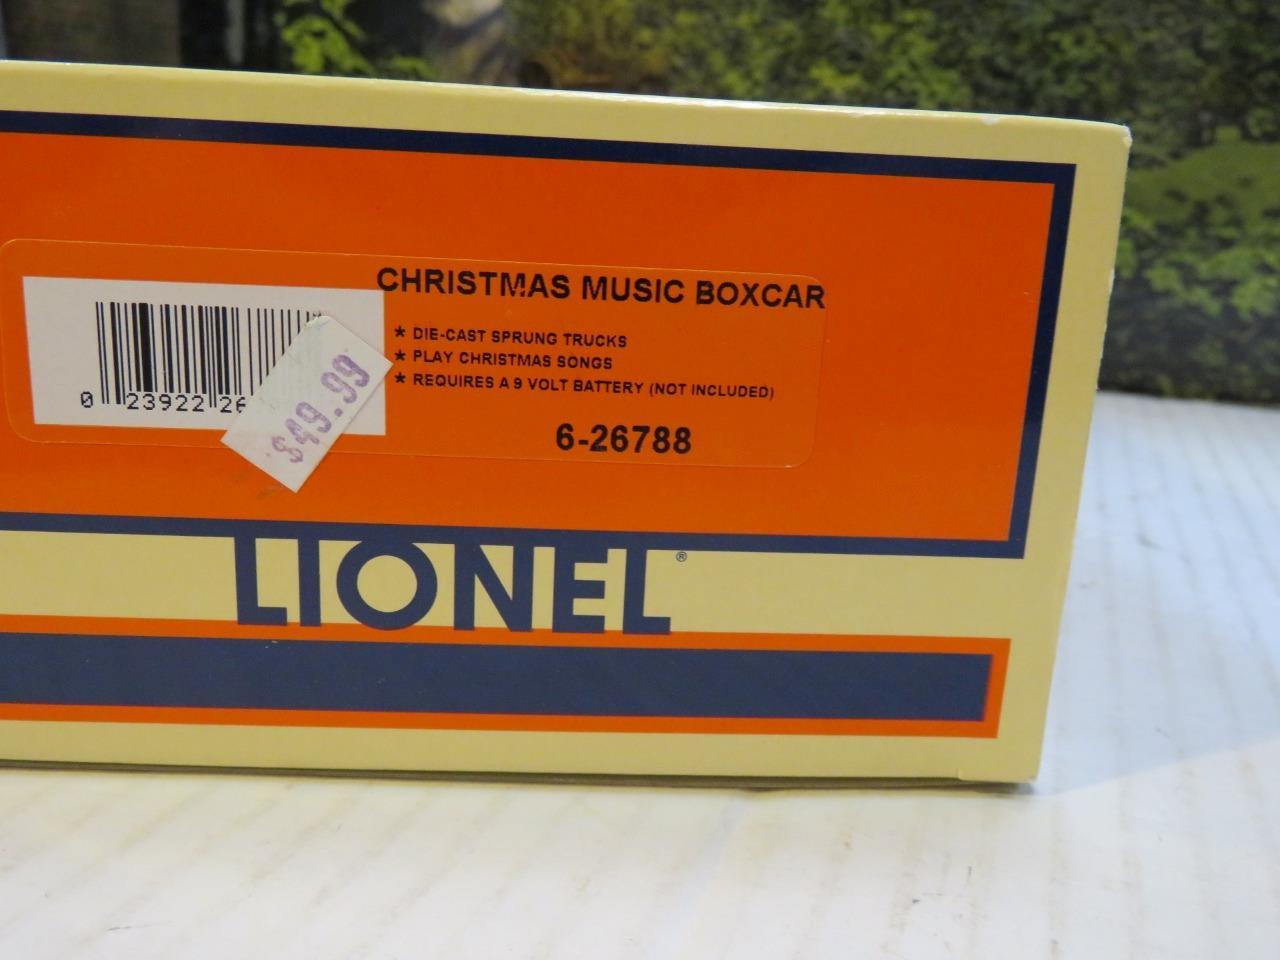 CHRISTMAS MUSIC BOXCAR
* DIE-CAST SPRUNG TRUCKS
* PLAY CHRISTMAS SONGS
* REQUIRES A 9 VOLT BATTERY (NOT INCLUDED)
0 23922 26
$49.99
6-26788
LIONEL®